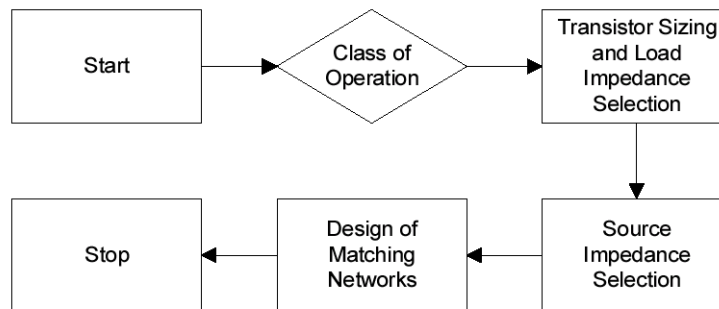 Start
Class of
Operation
Transistor Sizing
and Load
Impedance
Selection
Source
Impedance
Selection
Design of
Matching
Networks
Stop